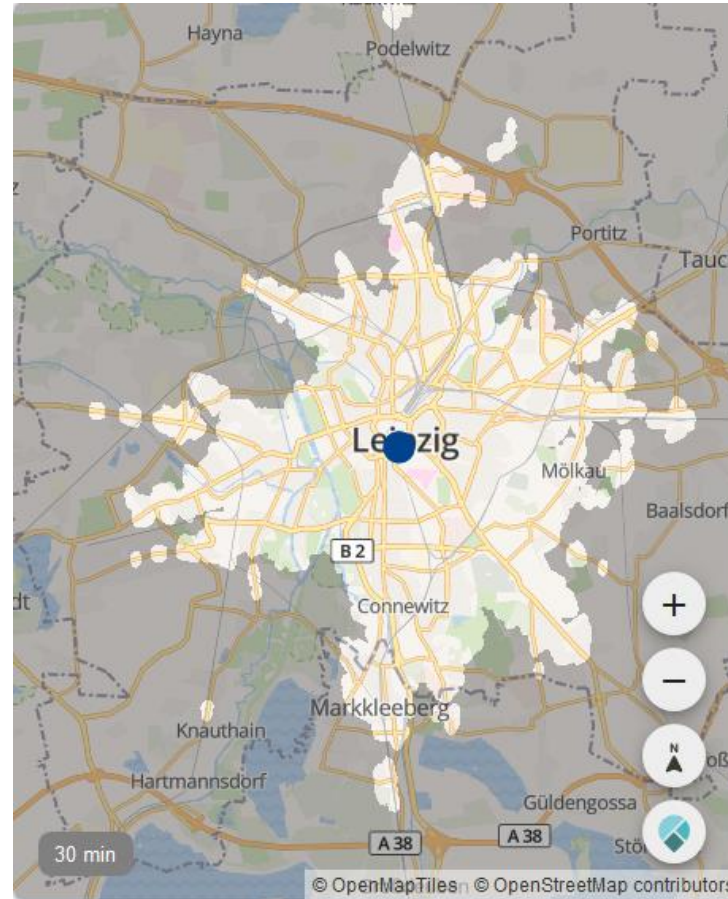 Hayna
Podelwitz
Portitz
Tauc
Leipzig
Mölkau
Baalsdorf
B 2
dt
Connewitz
+
−
Markkleeberg
N
Knauthain
Hartmannsdorf
Güldengossa
A 38
A 38
Stö
30 min
© OpenMapTiles © OpenStreetMap contributors